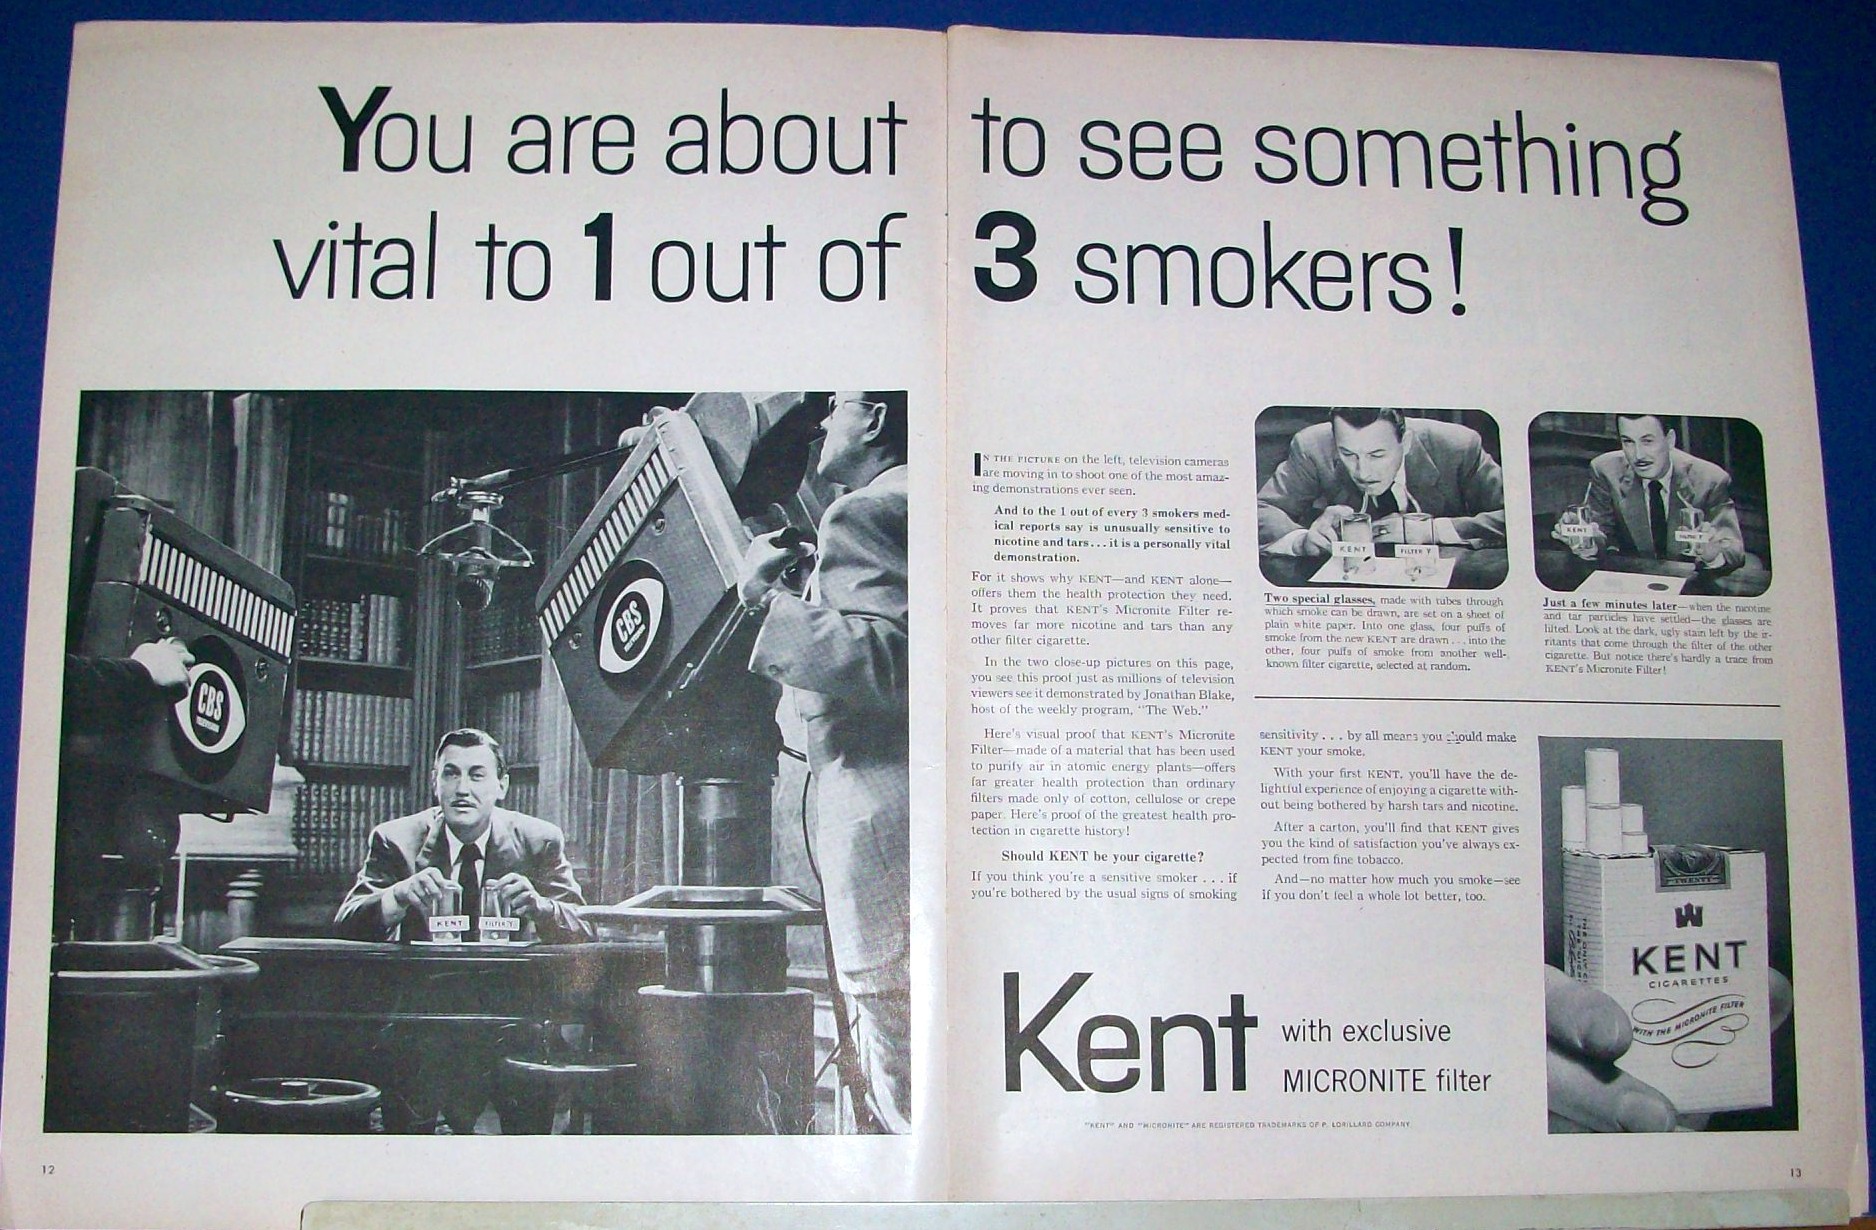 You are about to see something
vital to 1 out of 3 smokers!
CBS
TELEVISION
CBS
TELEVISION
KENT
FILTER "Y"
IN THE PICTURE on the left, television cameras
are moving in to shoot one of the most amaz-
ing demonstrations ever seen.
And to the 1 out of every 3 smokers med-
ical reports say is unusually sensitive to
nicotine and tars...it is a personally vital
demonstration.
For it shows why KENT—and KENT alone—
offers them the health protection they need.
It proves that KENT'S Micronite Filter re-
moves far more nicotine and tars than any
other filter cigarette.
In the two close-up pictures on this page,
you see this proof just as millions of television
viewers see it demonstrated by Jonathan Blake,
host of the weekly program, "The Web."
Here's visual proof that KENT'S Micronite
Filter—made of a material that has been used
to purify air in atomic energy plants—offers
far greater health protection than ordinary
filters made only of cotton, cellulose or crepe
paper. Here's proof of the greatest health pro-
tection in cigarette history!
Should KENT be your cigarette?
If you think you're a sensitive smoker . . . if
you're bothered by the usual signs of smoking
KENT
FILTER "Y"
Two special glasses, made with tubes through
which smoke can be drawn, are set on a sheet of
plain white paper. Into one glass, four puffs of
smoke from the new KENT are drawn . . . into the
other, four puffs of smoke from another well-
known filter cigarette, selected at random.
KENT
FILTER "Y"
Just a few minutes later—when the nicotine
and tar particles have settled—the glasses are
lifted. Look at the dark, ugly stain left by the ir-
ritants that come through the filter of the other
cigarette. But notice there's hardly a trace from
KENT'S Micronite Filter!
sensitivity . . . by all means you should make
KENT your smoke.
With your first KENT, you'll have the de-
lightful experience of enjoying a cigarette with-
out being bothered by harsh tars and nicotine.
After a carton, you'll find that KENT gives
you the kind of satisfaction you've always ex-
pected from fine tobacco.
And—no matter how much you smoke—see
if you don't feel a whole lot better, too.
TWENTY
KENT
CIGARETTES
WITH THE MICRONITE FILTER
Kent with exclusive
MICRONITE filter
"KENT" AND "MICRONITE" ARE REGISTERED TRADEMARKS OF P. LORILLARD COMPANY
12
13